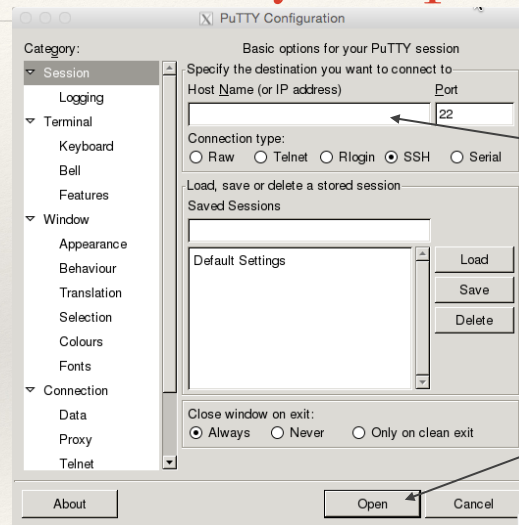 PuTTY Configuration
Category:
Session
Logging
Terminal
Keyboard
Bell
Features
Window
Appearance
Behaviour
Translation
Selection
Colours
Fonts
Connection
Data
Proxy
Telnet
Basic options for your PuTTY session
Specify the destination you want to connect to
Host Name (or IP address) Port
22
Connection type:
Raw Telnet Rlogin SSH Serial
Load, save or delete a stored session
Saved Sessions
Default Settings
Load
Save
Delete
Close window on exit:
Always Never Only on clean exit
About Open Cancel